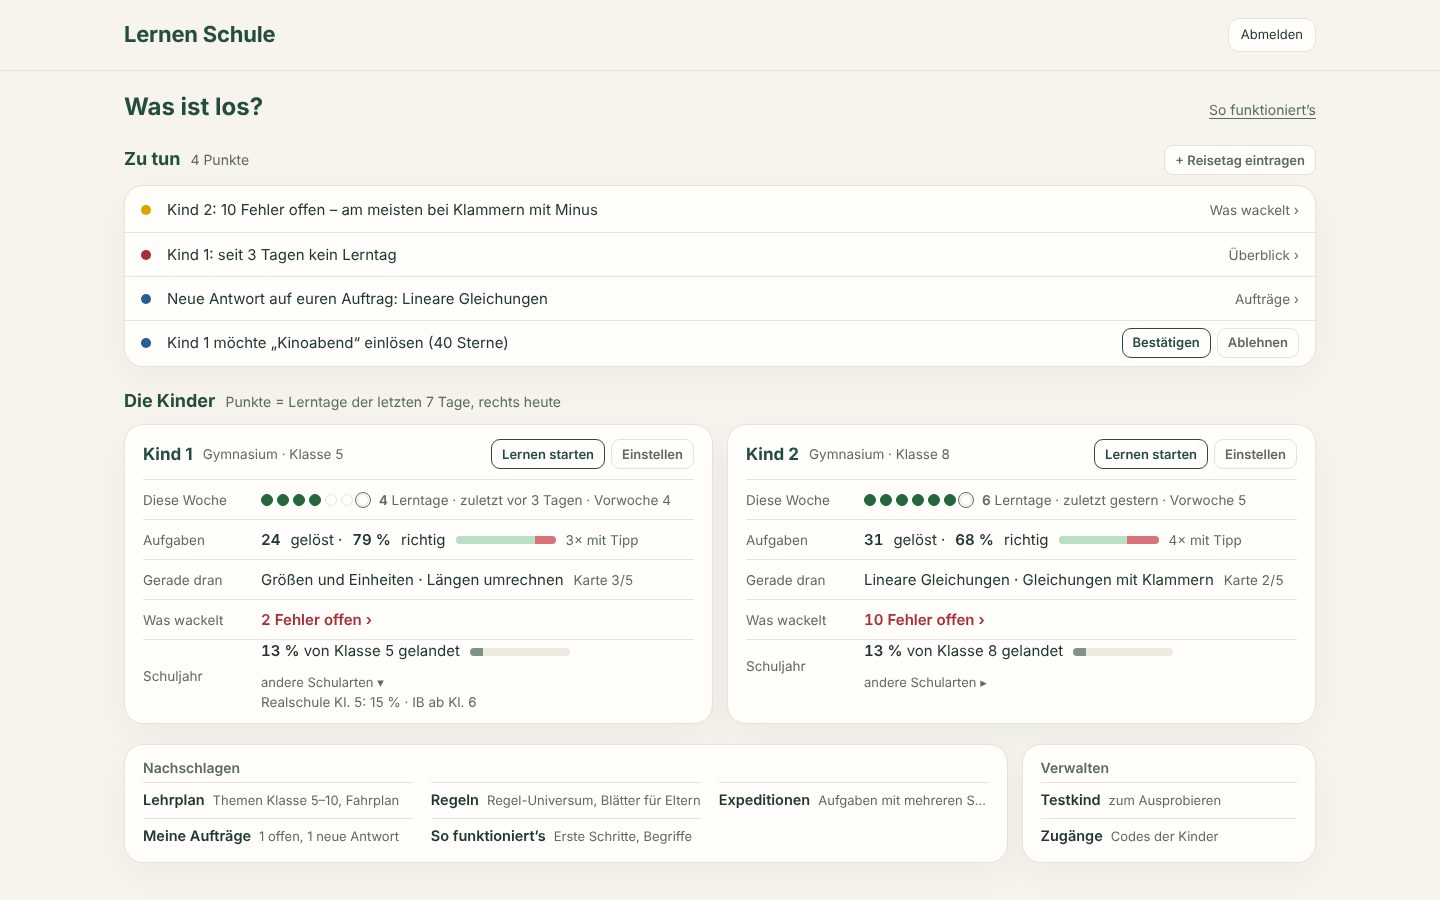 Lernen Schule
Abmelden
Was ist los?
So funktioniert’s
Zu tun 4 Punkte
+ Reisetag eintragen
Kind 2: 10 Fehler offen – am meisten bei Klammern mit Minus
Was wackelt ›
Kind 1: seit 3 Tagen kein Lerntag
Überblick ›
Neue Antwort auf euren Auftrag: Lineare Gleichungen
Aufträge ›
Kind 1 möchte „Kinoabend“ einlösen (40 Sterne)
Bestätigen
Ablehnen
Die Kinder Punkte = Lerntage der letzten 7 Tage, rechts heute
Kind 1 Gymnasium · Klasse 5
Lernen starten
Einstellen
Diese Woche 4 Lerntage · zuletzt vor 3 Tagen · Vorwoche 4
Aufgaben 24 gelöst · 79 % richtig 3× mit Tipp
Gerade dran Größen und Einheiten · Längen umrechnen Karte 3/5
Was wackelt 2 Fehler offen ›
Schuljahr 13 % von Klasse 5 gelandet
andere Schularten ▾
Realschule Kl. 5: 15 % · IB ab Kl. 6
Kind 2 Gymnasium · Klasse 8
Lernen starten
Einstellen
Diese Woche 6 Lerntage · zuletzt gestern · Vorwoche 5
Aufgaben 31 gelöst · 68 % richtig 4× mit Tipp
Gerade dran Lineare Gleichungen · Gleichungen mit Klammern Karte 2/5
Was wackelt 10 Fehler offen ›
Schuljahr 13 % von Klasse 8 gelandet
andere Schularten ▸
Nachschlagen
Lehrplan Themen Klasse 5–10, Fahrplan
Regeln Regel-Universum, Blätter für Eltern
Expeditionen Aufgaben mit mehreren S…
Meine Aufträge 1 offen, 1 neue Antwort
So funktioniert’s Erste Schritte, Begriffe
Verwalten
Testkind zum Ausprobieren
Zugänge Codes der Kinder